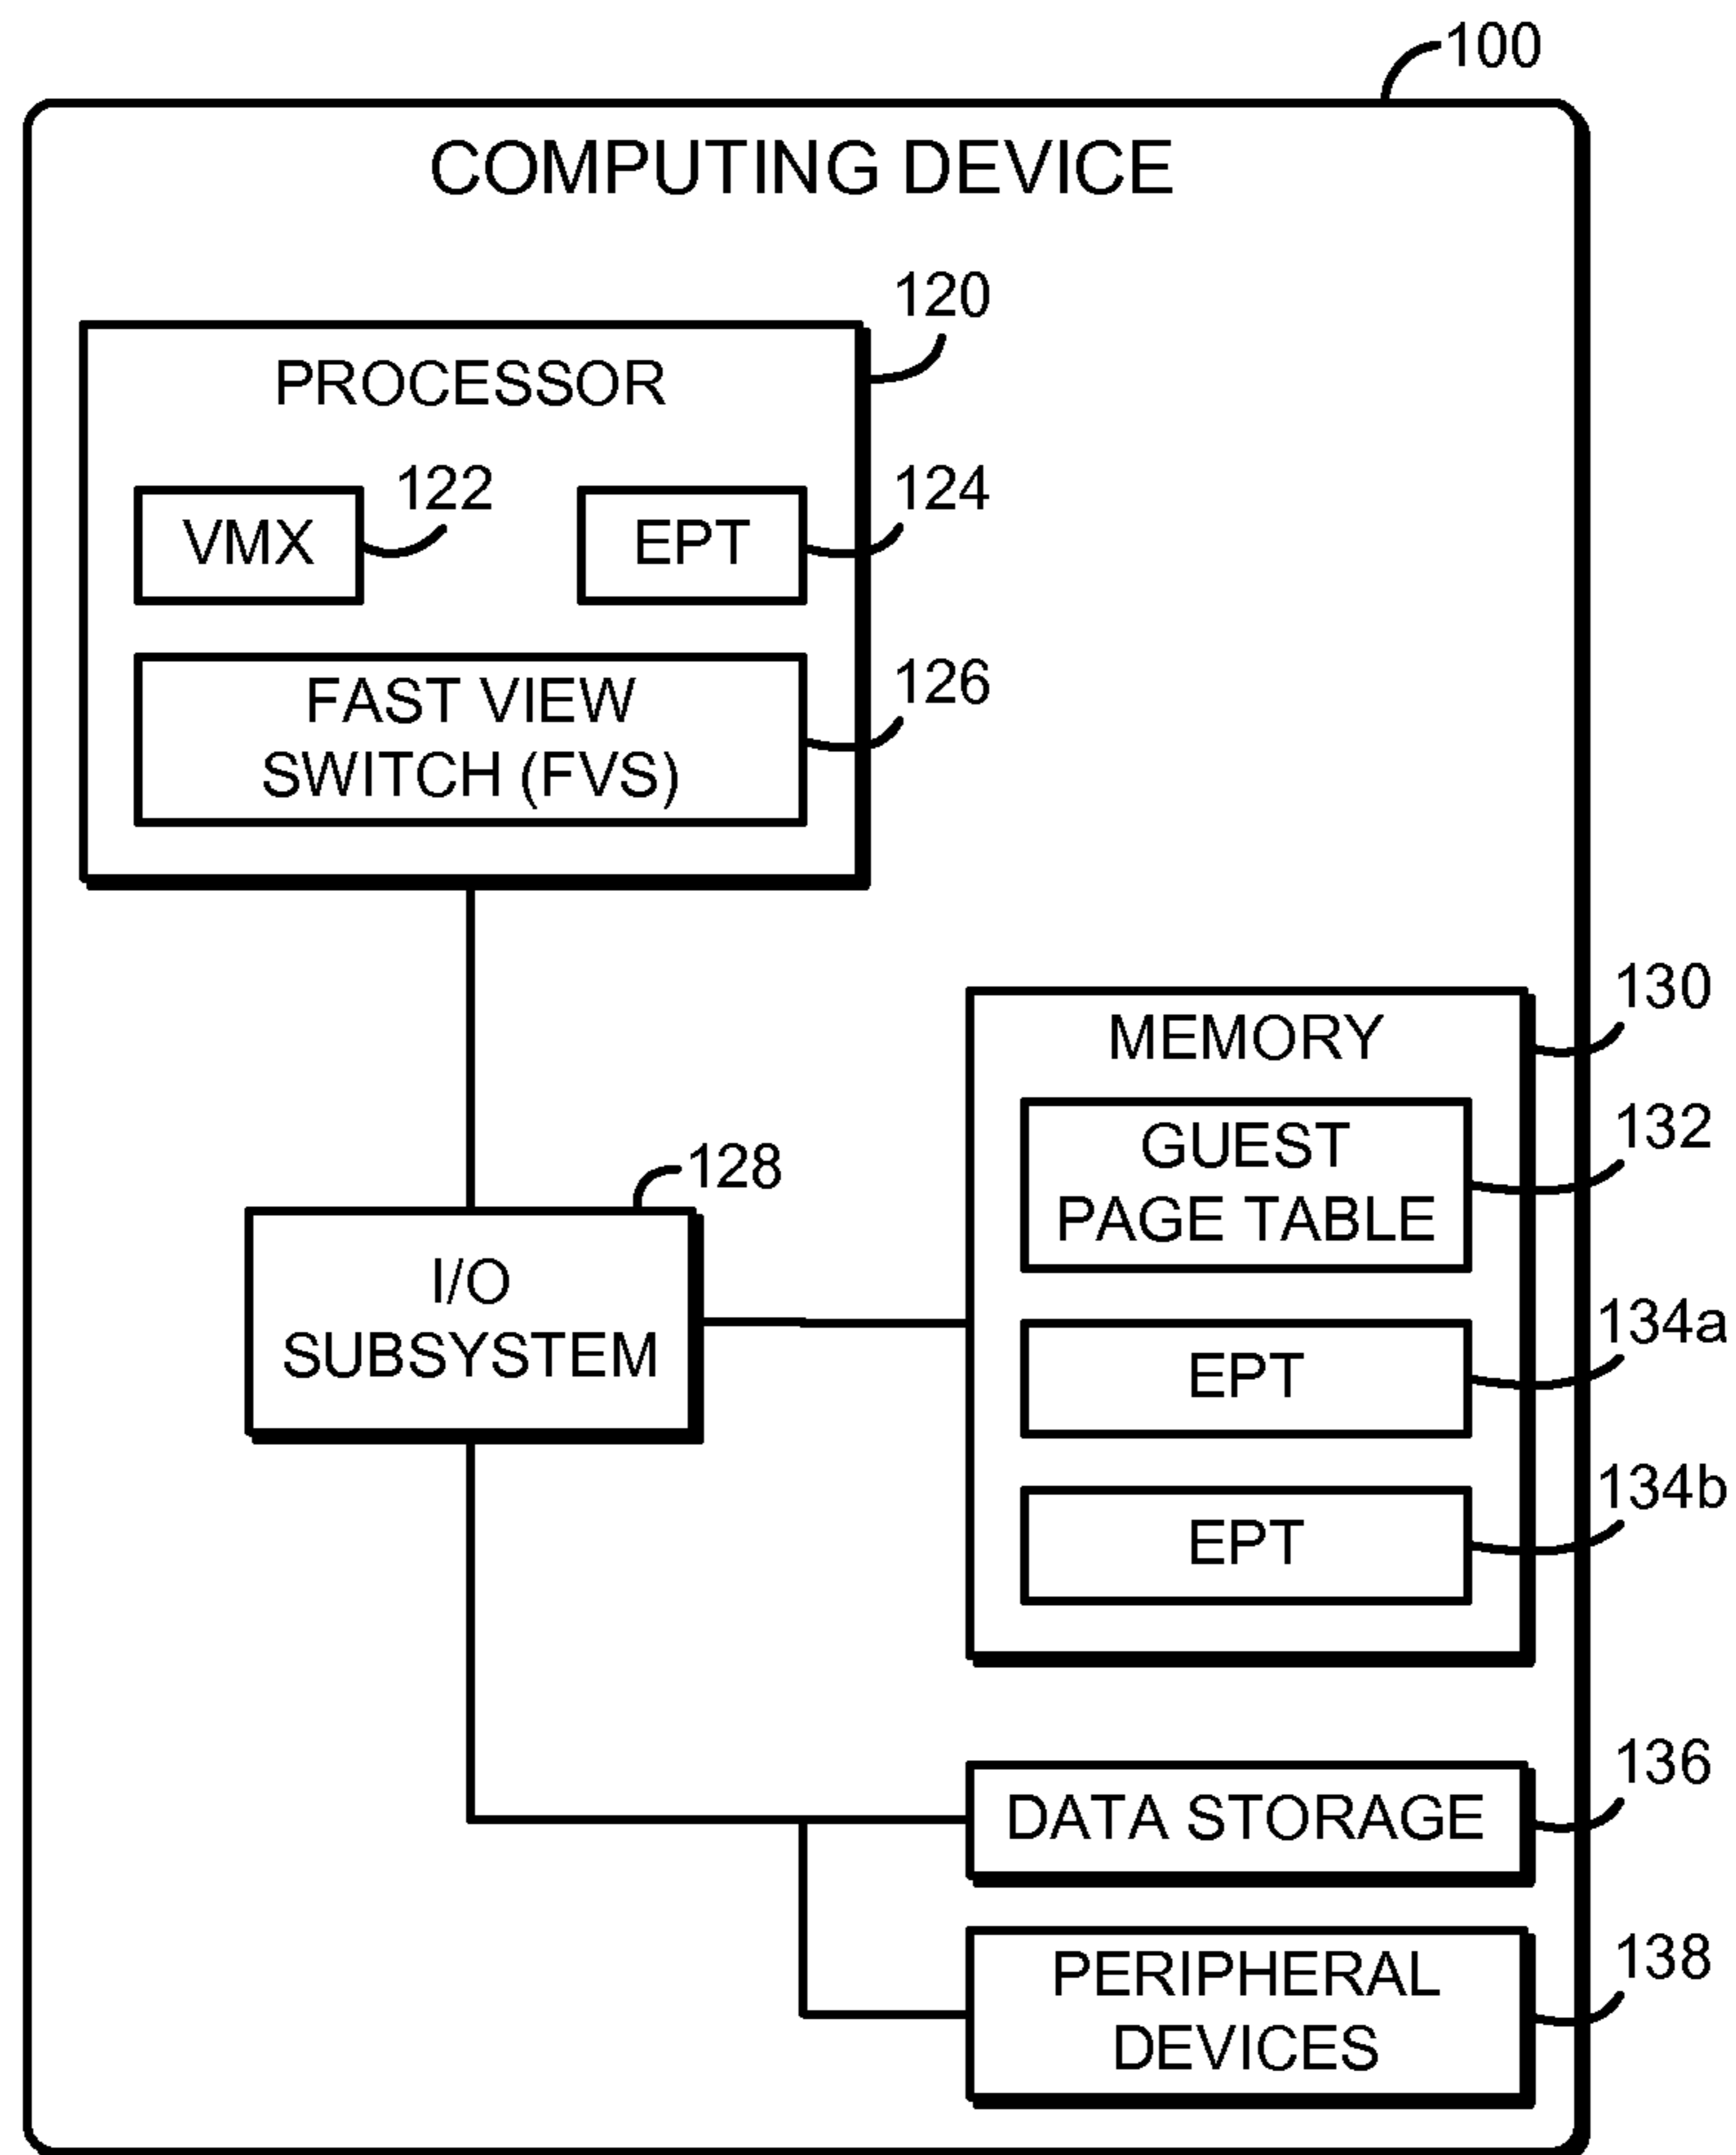 100
COMPUTING DEVICE
120
PROCESSOR
122
124
VMX
EPT
126
FAST VIEW
SWITCH (FVS)
130
MEMORY
132
GUEST
PAGE TABLE
128
I/O
SUBSYSTEM
134a
EPT
134b
EPT
136
DATA STORAGE
138
PERIPHERAL
DEVICES